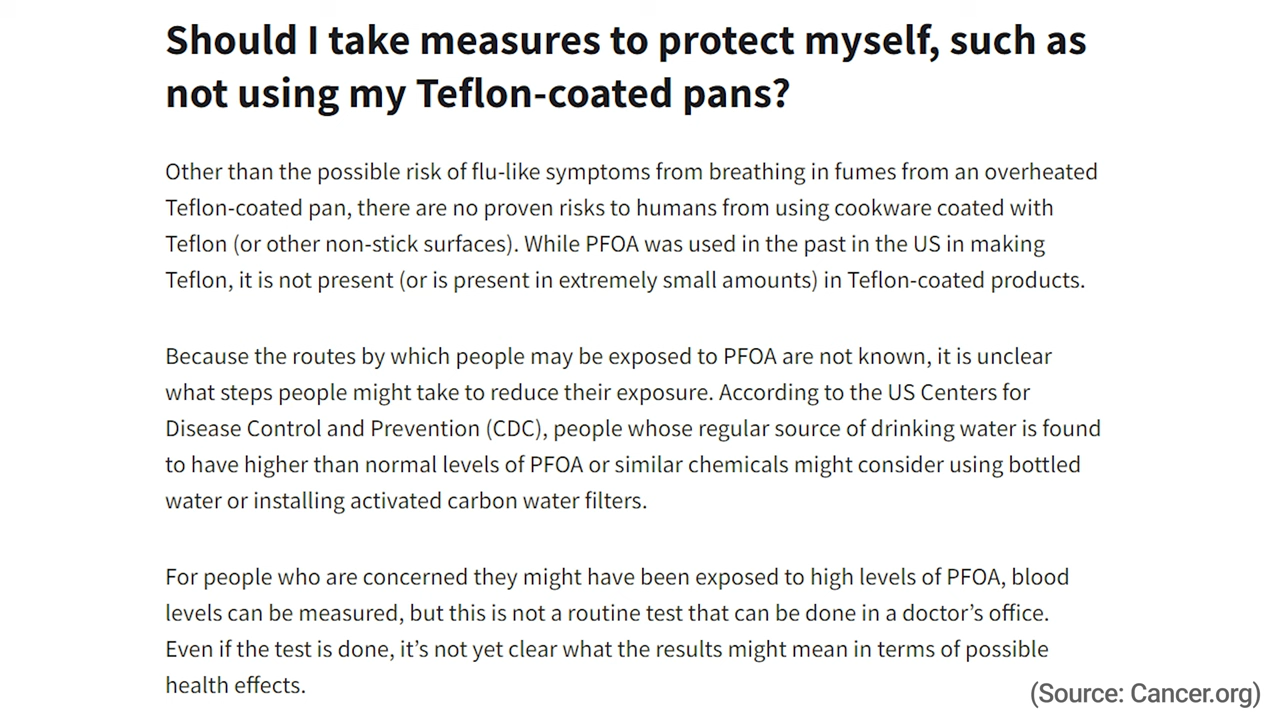 Should I take measures to protect myself, such as
not using my Teflon-coated pans?
Other than the possible risk of flu-like symptoms from breathing in fumes from an overheated
Teflon-coated pan, there are no proven risks to humans from using cookware coated with
Teflon (or other non-stick surfaces). While PFOA was used in the past in the US in making
Teflon, it is not present (or is present in extremely small amounts) in Teflon-coated products.
Because the routes by which people may be exposed to PFOA are not known, it is unclear
what steps people might take to reduce their exposure. According to the US Centers for
Disease Control and Prevention (CDC), people whose regular source of drinking water is found
to have higher than normal levels of PFOA or similar chemicals might consider using bottled
water or installing activated carbon water filters.
For people who are concerned they might have been exposed to high levels of PFOA, blood
levels can be measured, but this is not a routine test that can be done in a doctor’s office.
Even if the test is done, it’s not yet clear what the results might mean in terms of possible
health effects.
(Source: Cancer.org)